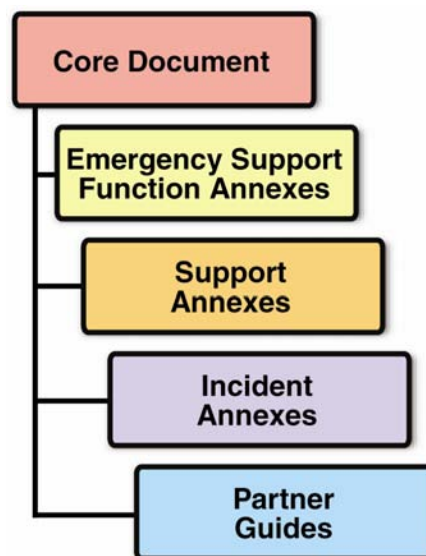 Core Document
Emergency Support
Function Annexes
Support
Annexes
Incident
Annexes
Partner
Guides